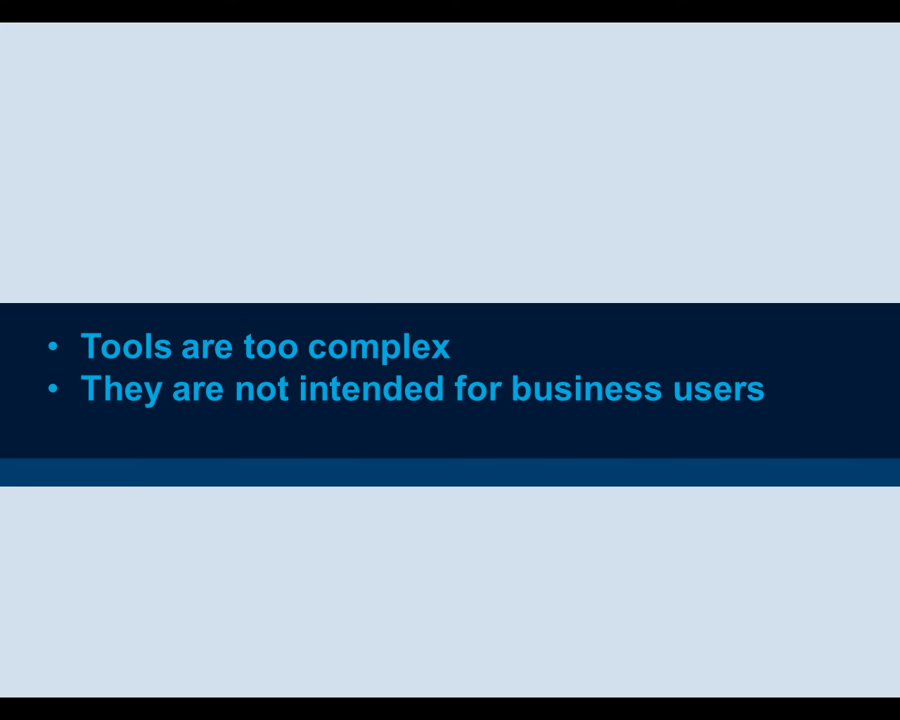 • Tools are too complex
• They are not intended for business users